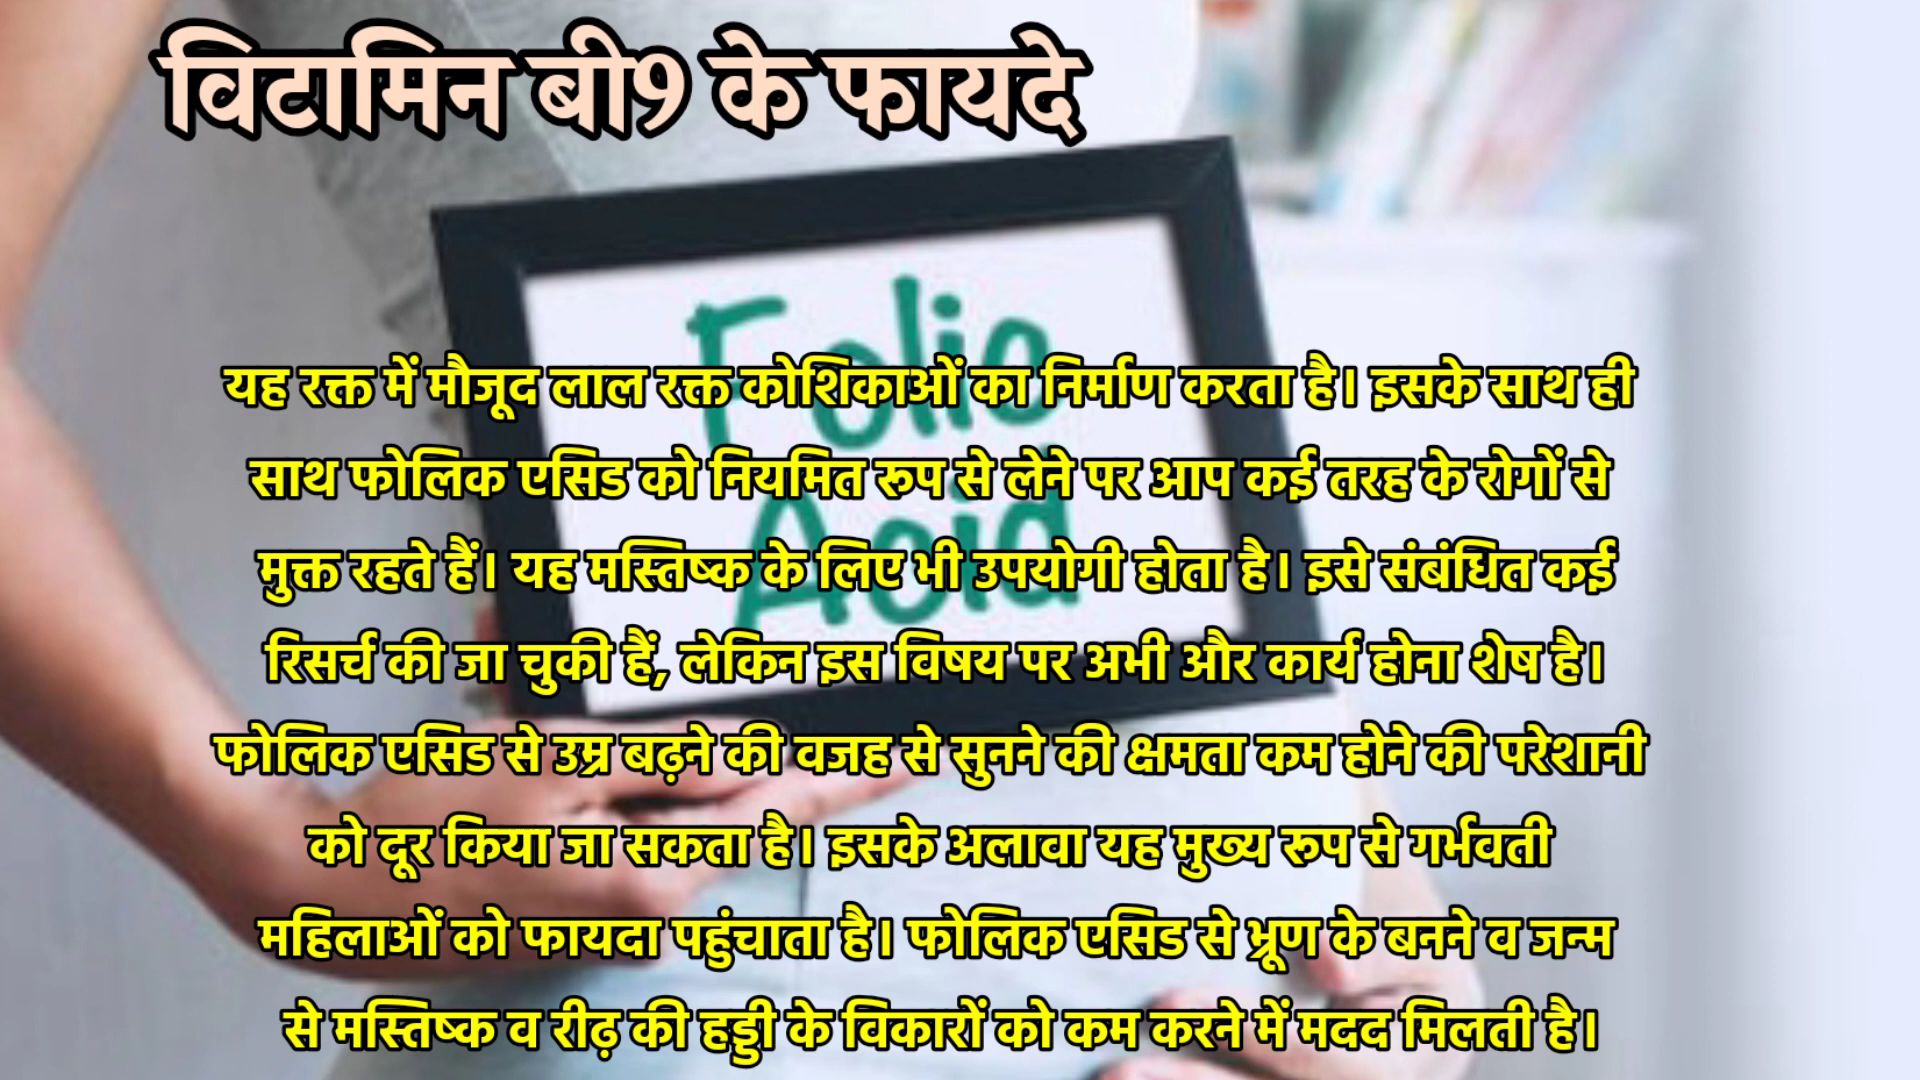 विटामिन बी9 के फायदे
Folic
Acid
यह रक्त में मौजूद लाल रक्त कोशिकाओं का निर्माण करता है। इसके साथ ही
साथ फोलिक एसिड को नियमित रूप से लेने पर आप कई तरह के रोगों से
मुक्त रहते हैं। यह मस्तिष्क के लिए भी उपयोगी होता है। इसे संबंधित कई
रिसर्च की जा चुकी हैं, लेकिन इस विषय पर अभी और कार्य होना शेष है।
फोलिक एसिड से उम्र बढ़ने की वजह से सुनने की क्षमता कम होने की परेशानी
को दूर किया जा सकता है। इसके अलावा यह मुख्य रूप से गर्भवती
महिलाओं को फायदा पहुंचाता है। फोलिक एसिड से भ्रूण के बनने व जन्म
से मस्तिष्क व रीढ़ की हड्डी के विकारों को कम करने में मदद मिलती है।